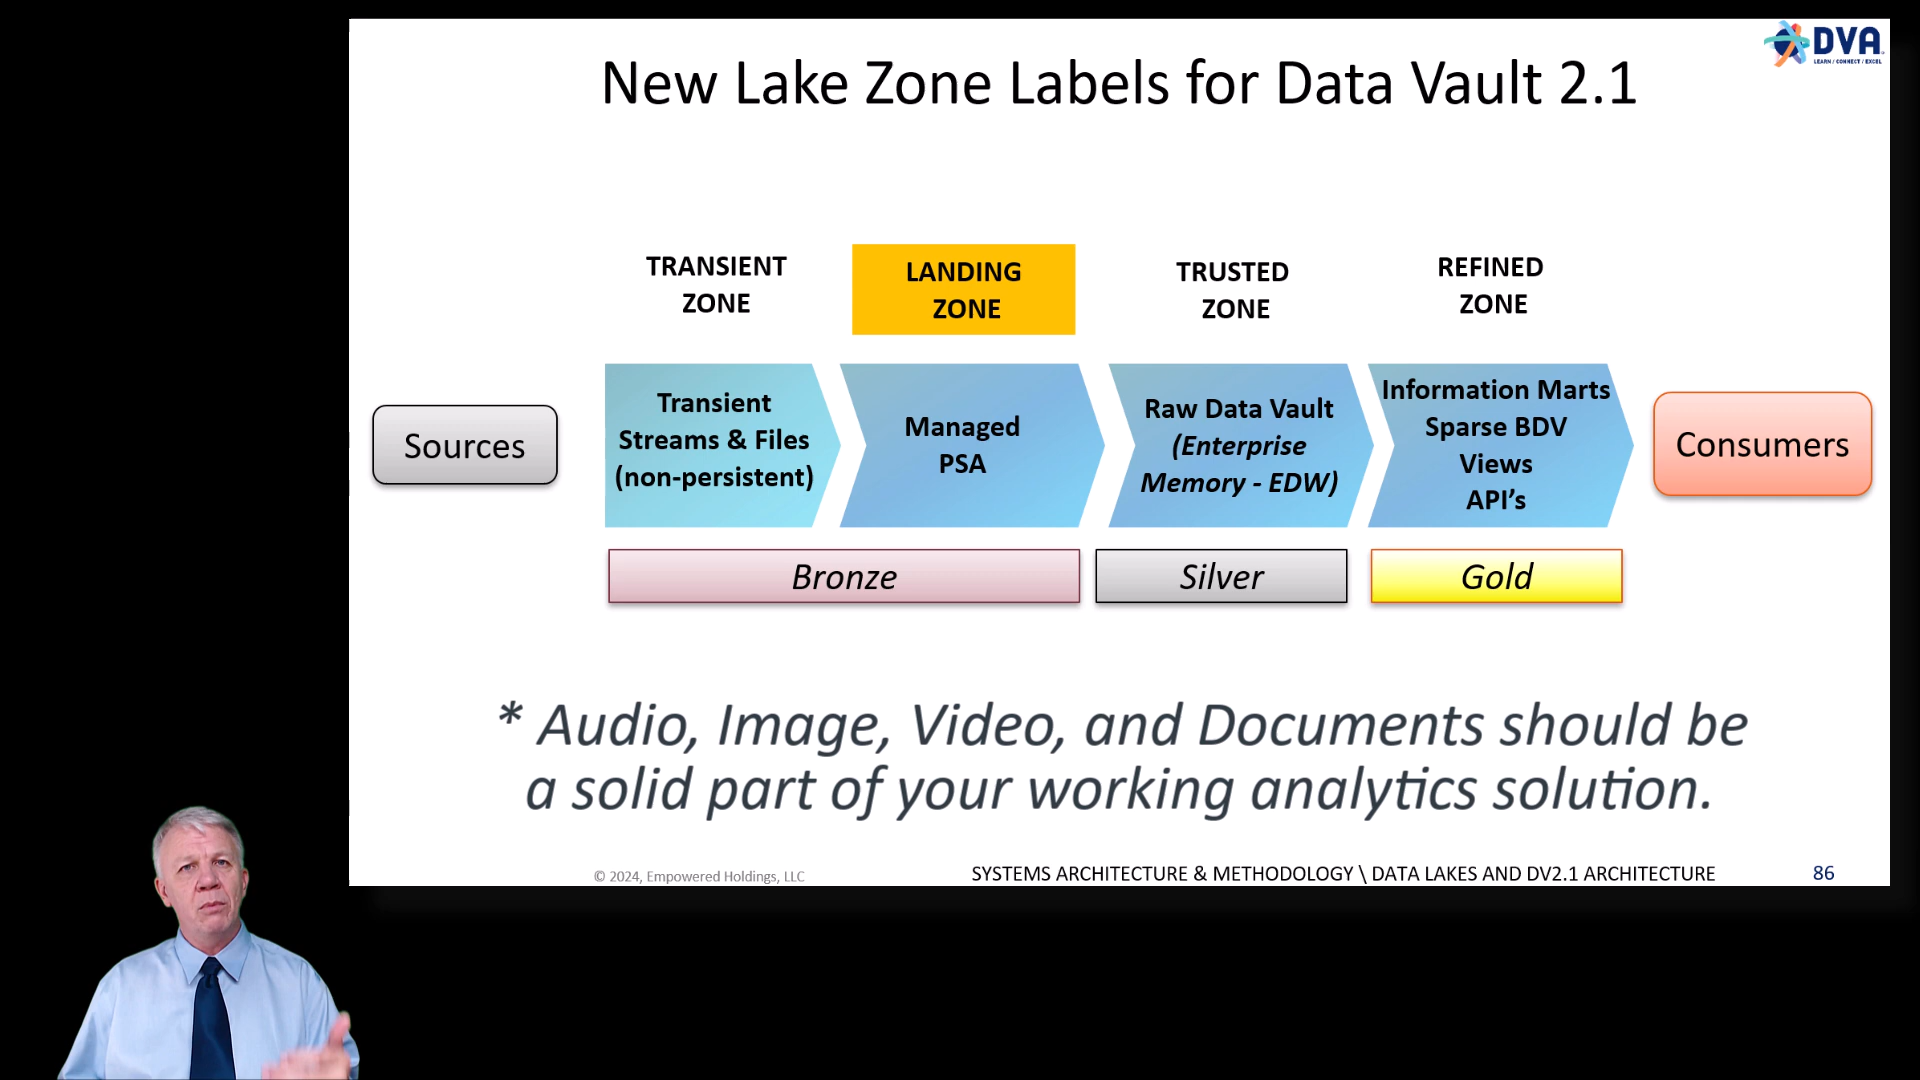 DVA
LEARN / CONNECT / EXCEL
New Lake Zone Labels for Data Vault 2.1
TRANSIENT
ZONE
LANDING
ZONE
TRUSTED
ZONE
REFINED
ZONE
Sources
Transient
Streams & Files
(non-persistent)
Managed
PSA
Raw Data Vault
(Enterprise
Memory - EDW)
Information Marts
Sparse BDV
Views
API’s
Consumers
Bronze
Silver
Gold
* Audio, Image, Video, and Documents should be
a solid part of your working analytics solution.
© 2024, Empowered Holdings, LLC
SYSTEMS ARCHITECTURE & METHODOLOGY \ DATA LAKES AND DV2.1 ARCHITECTURE
86